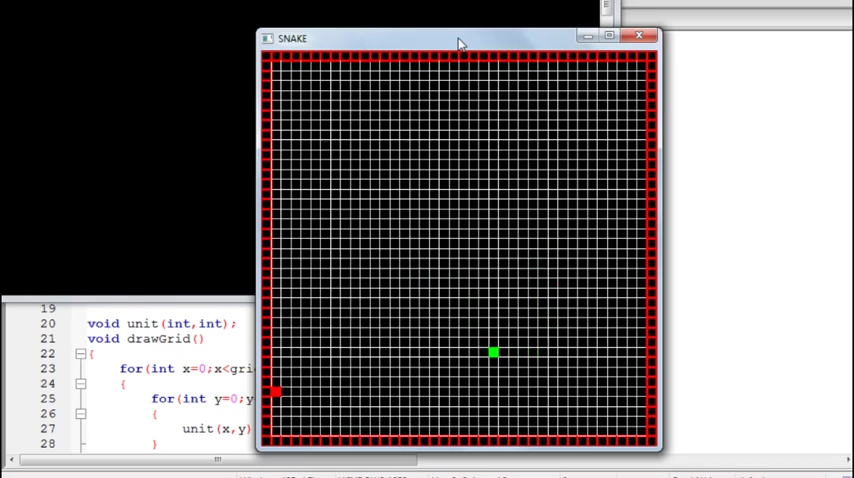 SNAKE
19
20 void unit(int,int);
21 void drawGrid()
22 {
23 for(int x=0;x<gri
24 {
25 for(int y=0;y
26 {
27 unit(x,y)
28 }